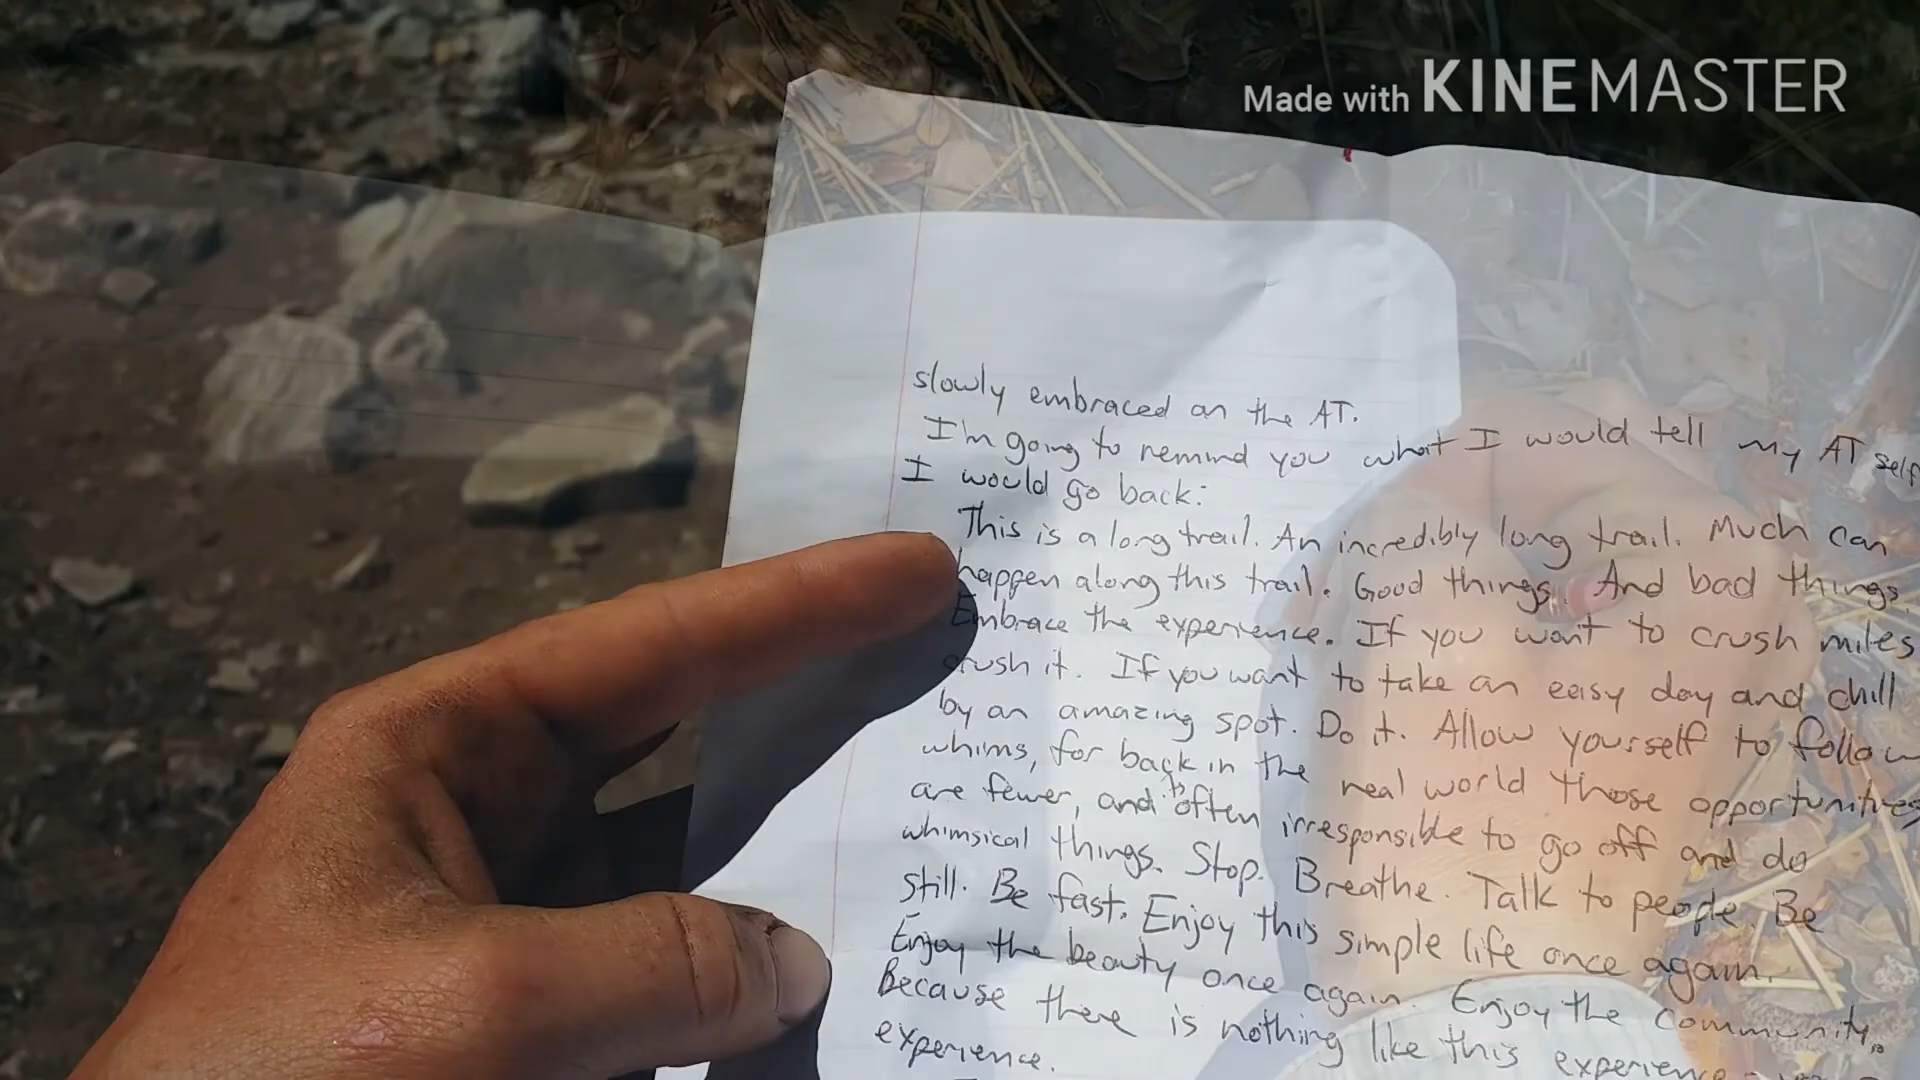 Made with KINEMASTER
slowly embraced on the AT.
I'm going to remind you what I would tell my AT self
I would go back:
This is a long trail. An incredibly long trail. Much can
happen along this trail. Good things. And bad things.
Embrace the experience. If you want to crush miles
crush it. If you want to take an easy day and chill
by an amazing spot. Do it. Allow yourself to follow
whims, for back in the real world those opportunities
are fewer, and often irresponsible to go off and do
whimsical things. Stop. Breathe. Talk to people. Be
still. Be fast. Enjoy this simple life once again.
Enjoy the beauty once again. Enjoy the community.
Because there is nothing like this experience
experience.